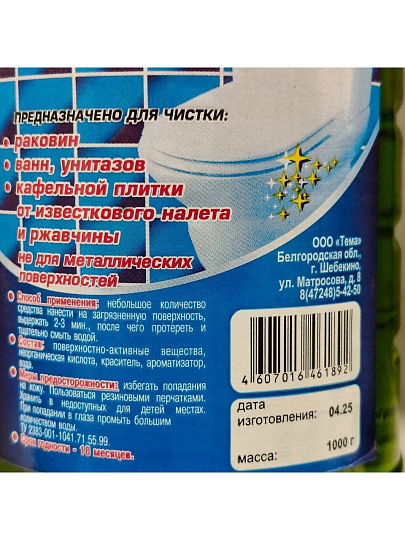 ПРЕДНАЗНАЧЕНО ДЛЯ ЧИСТКИ:
• раковин
• ванн, унитазов
• кафельной плитки
от известкового налета
и ржавчины
не для металлических
поверхностей
ООО «Тема»
Белгородская обл.,
г. Шебекино,
ул. Матросова, д. 8
8(47248)5-42-50
• Способ применения: небольшое количество
средства нанести на загрязненную поверхность,
выдержать 2-3 мин., после чего протереть и
тщательно смыть водой.
• Состав: поверхностно-активные вещества,
неорганическая кислота, краситель, ароматизатор,
вода.
• Меры предосторожности: избегать попадания
на кожу. Пользоваться резиновыми перчатками.
Хранить в недоступных для детей местах.
При попадании в глаза промыть большим
количеством воды.
ТУ 2383-001-1041.71.55.99.
• Срок годности - 18 месяцев.
4 607016 461892
дата
изготовления: 04.25
масса: 1000 г